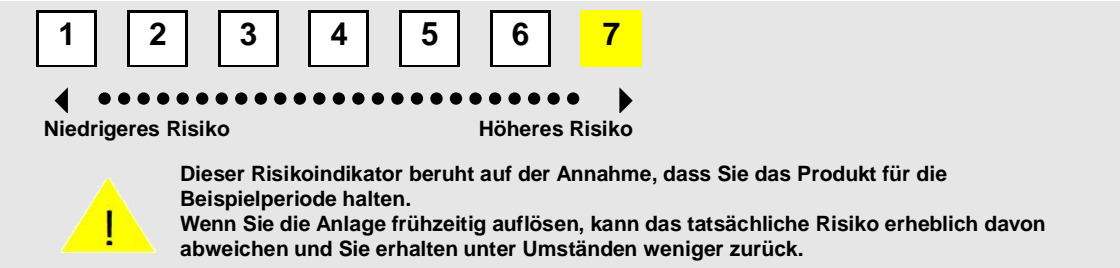 1 2 3 4 5 6 7
Niedrigeres Risiko Höheres Risiko
Dieser Risikoindikator beruht auf der Annahme, dass Sie das Produkt für die
Beispielperiode halten.
Wenn Sie die Anlage frühzeitig auflösen, kann das tatsächliche Risiko erheblich davon
abweichen und Sie erhalten unter Umständen weniger zurück.
!